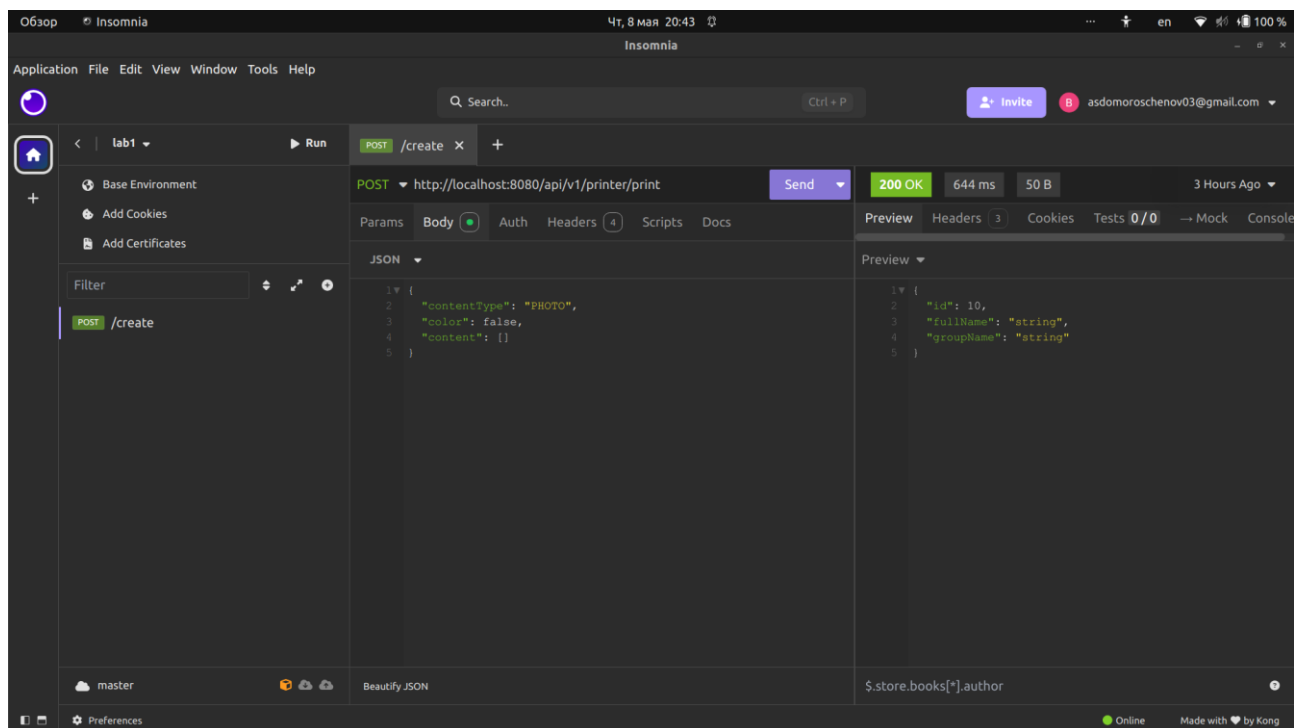 Обзор Insomnia Чт, 8 мая 20:43 ... en 100 %
Insomnia
Application File Edit View Window Tools Help
Search.. Ctrl + P Invite B asdomoroschenov03@gmail.com
lab1 Run POST /create
Base Environment POST http://localhost:8080/api/v1/printer/print Send 200 OK 644 ms 50 B 3 Hours Ago
Add Cookies Params Body Auth Headers 4 Scripts Docs Preview Headers 3 Cookies Tests 0 / 0 → Mock Console
Add Certificates
JSON Preview
Filter
POST /create
1 {
2 "contentType": "PHOTO",
3 "color": false,
4 "content": []
5 }
1 {
2 "id": 10,
3 "fullName": "string",
4 "groupName": "string"
5 }
master Beautify JSON $.store.books[*].author
Preferences Online Made with by Kong